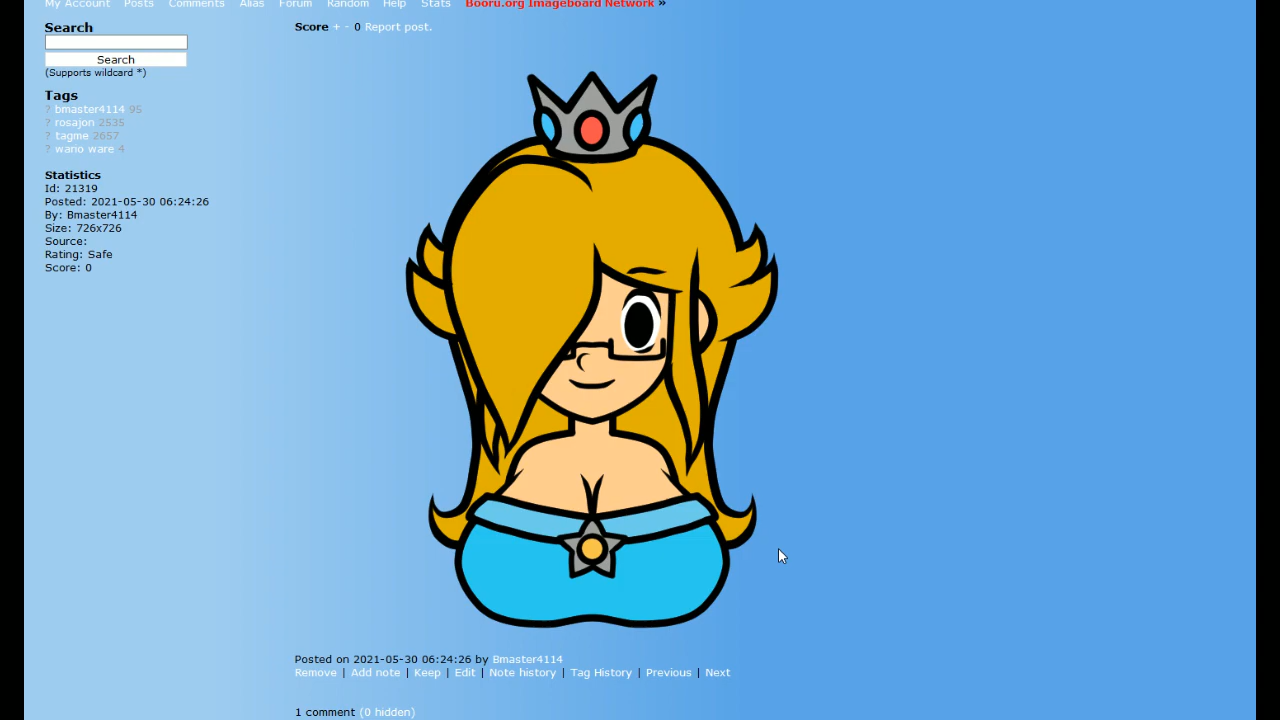 My Account Posts Comments Alias Forum Random Help Stats Booru.org Imageboard Network »
Search
Search
(Supports wildcard *)
Tags
? bmaster4114 95
? rosajon 2535
? tagme 2657
? wario ware 4
Statistics
Id: 21319
Posted: 2021-05-30 06:24:26
By: Bmaster4114
Size: 726x726
Source:
Rating: Safe
Score: 0
Score + - 0 Report post.
Posted on 2021-05-30 06:24:26 by Bmaster4114
Remove | Add note | Keep | Edit | Note history | Tag History | Previous | Next
1 comment (0 hidden)